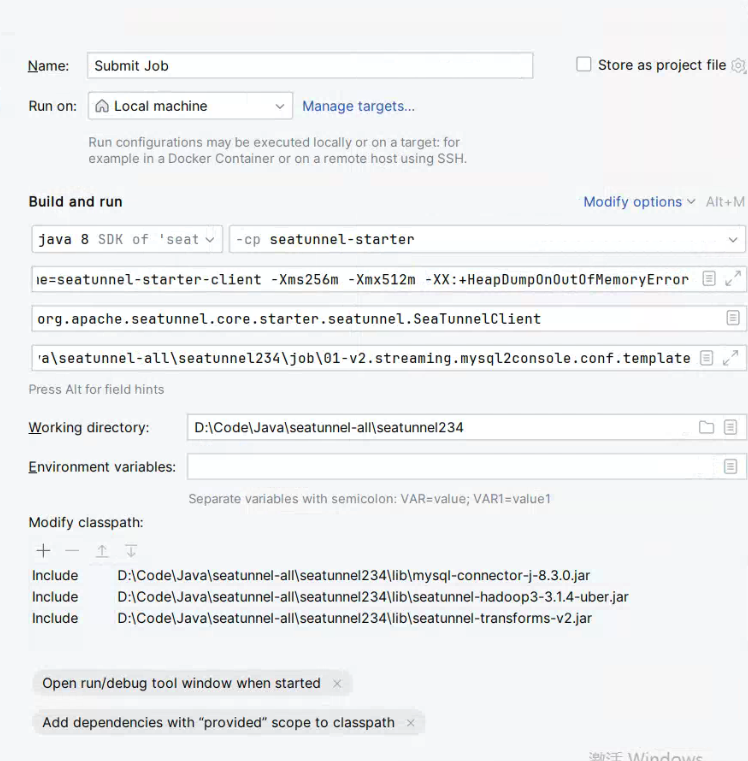 Name: Submit Job Store as project file
Run on: Local machine Manage targets...
Run configurations may be executed locally or on a target: for
example in a Docker Container or on a remote host using SSH.
Build and run Modify options Alt+M
java 8 SDK of 'seat -cp seatunnel-starter
=seatunnel-starter-client -Xms256m -Xmx512m -XX:+HeapDumpOnOutOfMemoryError
org.apache.seatunnel.core.starter.seatunnel.SeaTunnelClient
a\seatunnel-all\seatunnel234\job\01-v2.streaming.mysql2console.conf.template
Press Alt for field hints
Working directory: D:\Code\Java\seatunnel-all\seatunnel234
Environment variables:
Separate variables with semicolon: VAR=value; VAR1=value1
Modify classpath:
Include D:\Code\Java\seatunnel-all\seatunnel234\lib\mysql-connector-j-8.3.0.jar
Include D:\Code\Java\seatunnel-all\seatunnel234\lib\seatunnel-hadoop3-3.1.4-uber.jar
Include D:\Code\Java\seatunnel-all\seatunnel234\lib\seatunnel-transforms-v2.jar
Open run/debug tool window when started ×
Add dependencies with “provided” scope to classpath ×
激活 Windows